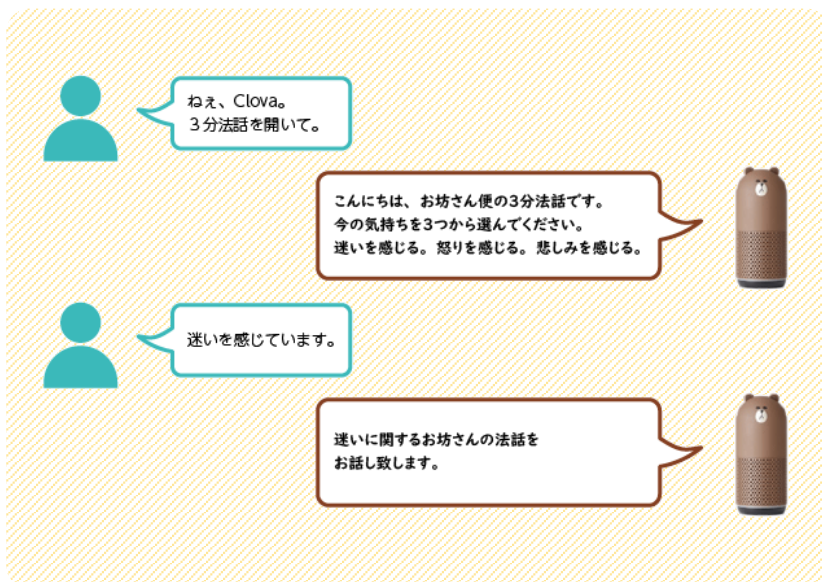 ねぇ、Clova。
３分法話を開いて。
こんにちは、お坊さん便の3分法話です。
今の気持ちを3つから選んでください。
迷いを感じる。怒りを感じる。悲しみを感じる。
迷いを感じています。
迷いに関するお坊さんの法話を
お話し致します。